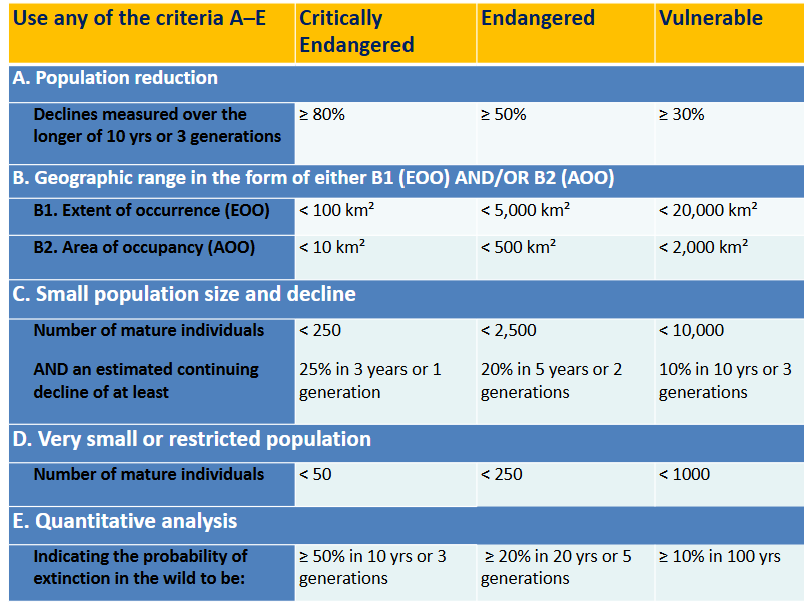 Use any of the criteria A–E
Critically
Endangered
Endangered
Vulnerable
A. Population reduction
Declines measured over the
longer of 10 yrs or 3 generations
≥ 80%
≥ 50%
≥ 30%
B. Geographic range in the form of either B1 (EOO) AND/OR B2 (AOO)
B1. Extent of occurrence (EOO)
< 100 km²
< 5,000 km²
< 20,000 km²
B2. Area of occupancy (AOO)
< 10 km²
< 500 km²
< 2,000 km²
C. Small population size and decline
Number of mature individuals
< 250
< 2,500
< 10,000
AND an estimated continuing
decline of at least
25% in 3 years or 1
generation
20% in 5 years or 2
generations
10% in 10 yrs or 3
generations
D. Very small or restricted population
Number of mature individuals
< 50
< 250
< 1000
E. Quantitative analysis
Indicating the probability of
extinction in the wild to be:
≥ 50% in 10 yrs or 3
generations
≥ 20% in 20 yrs or 5
generations
≥ 10% in 100 yrs